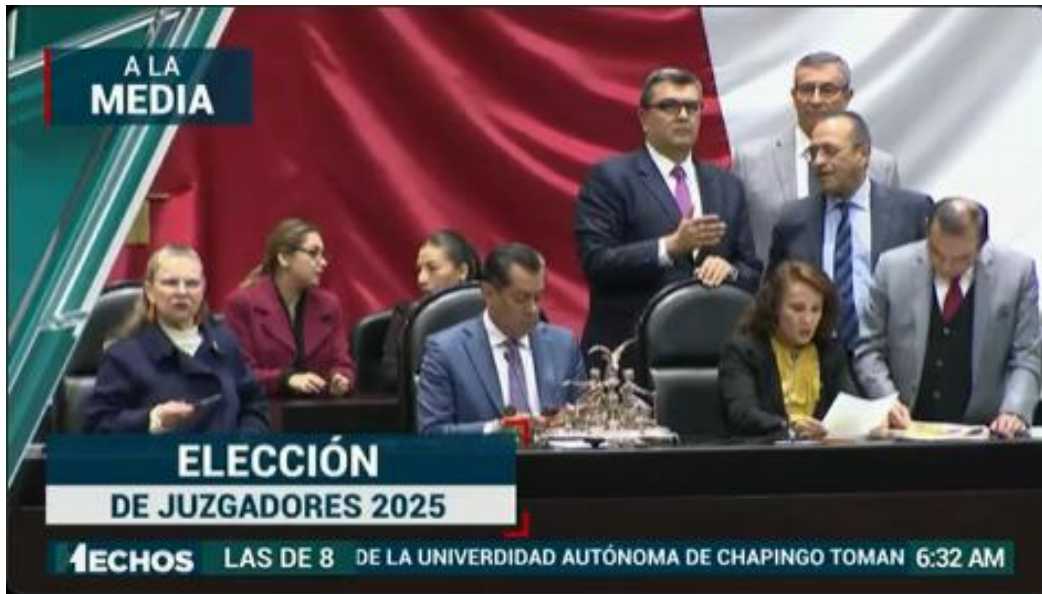 A LA
MEDIA
ELECCIÓN
DE JUZGADORES 2025
HECHOS LAS DE 8 DE LA UNIVERDIDAD AUTÓNOMA DE CHAPINGO TOMAN 6:32 AM